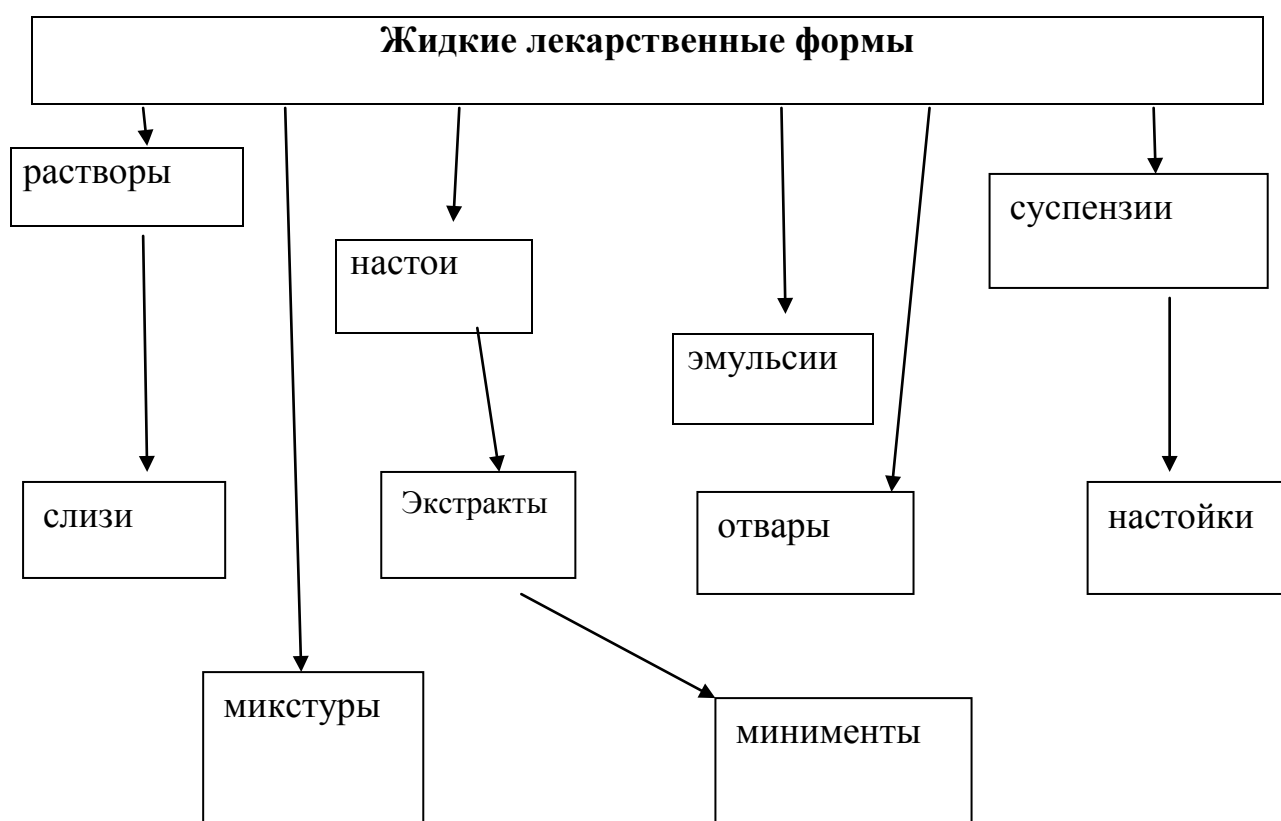 Жидкие лекарственные формы
растворы
суспензии
настои
эмульсии
слизи
Экстракты
отвары
настойки
микстуры
минименты